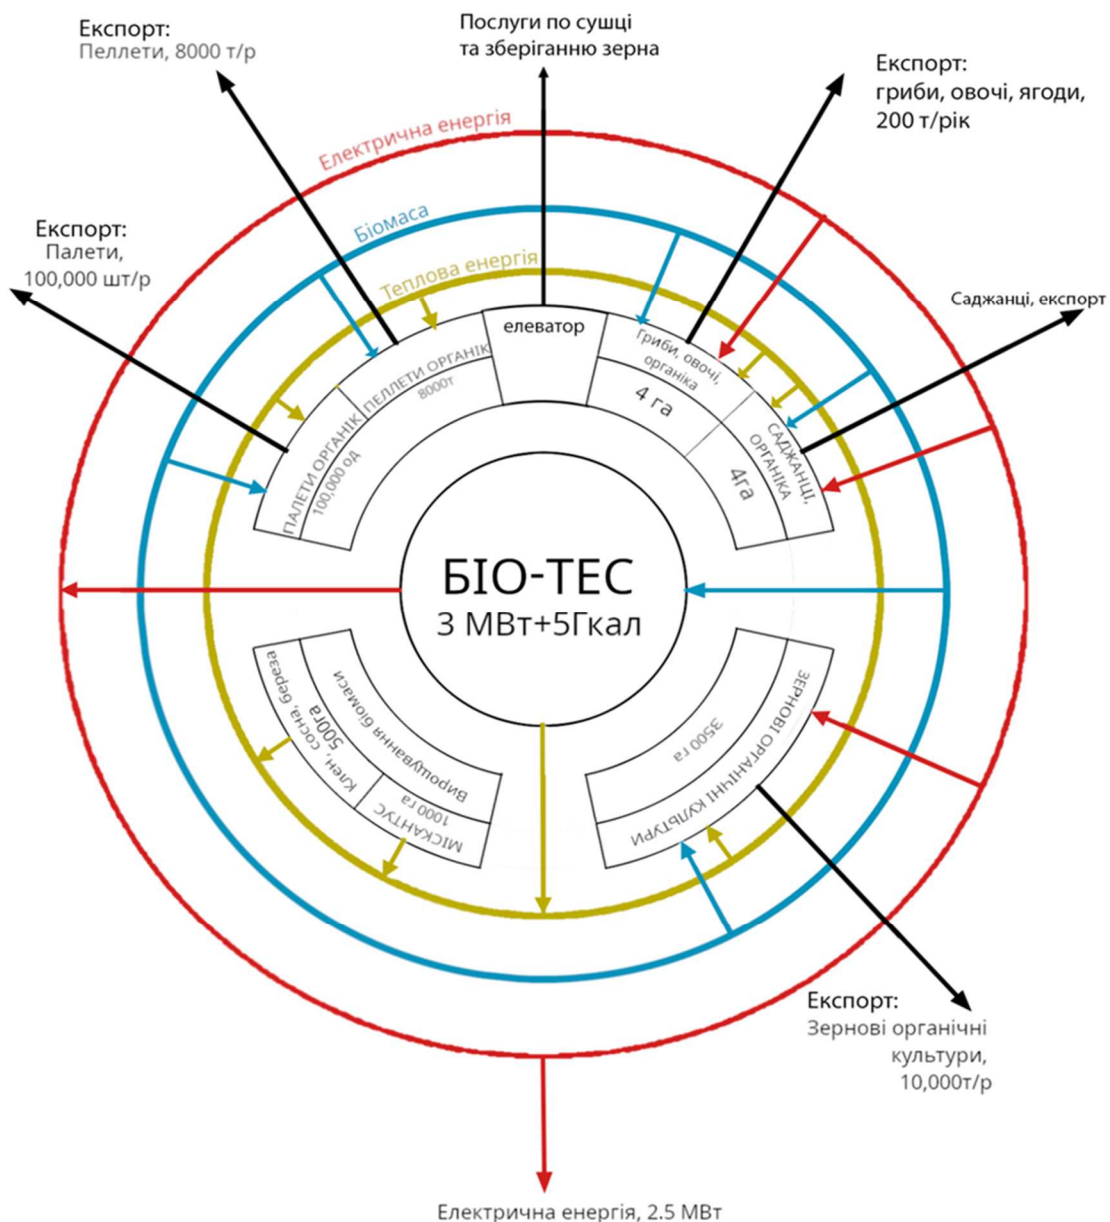 Експорт:
Пеллети, 8000 т/р
Послуги по сушці
та зберіганню зерна
Експорт:
гриби, овочі, ягоди,
200 т/рік
Електрична енергія
Біомаса
Теплова енергія
Експорт:
Палети,
100,000 шт/р
Саджанці, експорт
елеватор
ПЕЛЛЕТИ ОРГАНІК
8000т
ПАЛЕТИ ОРГАНІК
100,000 од
Гриби, овочі,
органіка
4 га
САДЖАНЦІ,
ОРГАНІКА
4га
БІО-ТЕС
3 МВт+5Гкал
Клен, сосна, береза
500га
Вирощування біомаси
1000 га
МІСКАНТУС
3500 га
ЗЕРНОВІ ОРГАНІЧНІ КУЛЬТУРИ
Експорт:
Зернові органічні
культури,
10,000т/р
Електрична енергія, 2.5 МВт